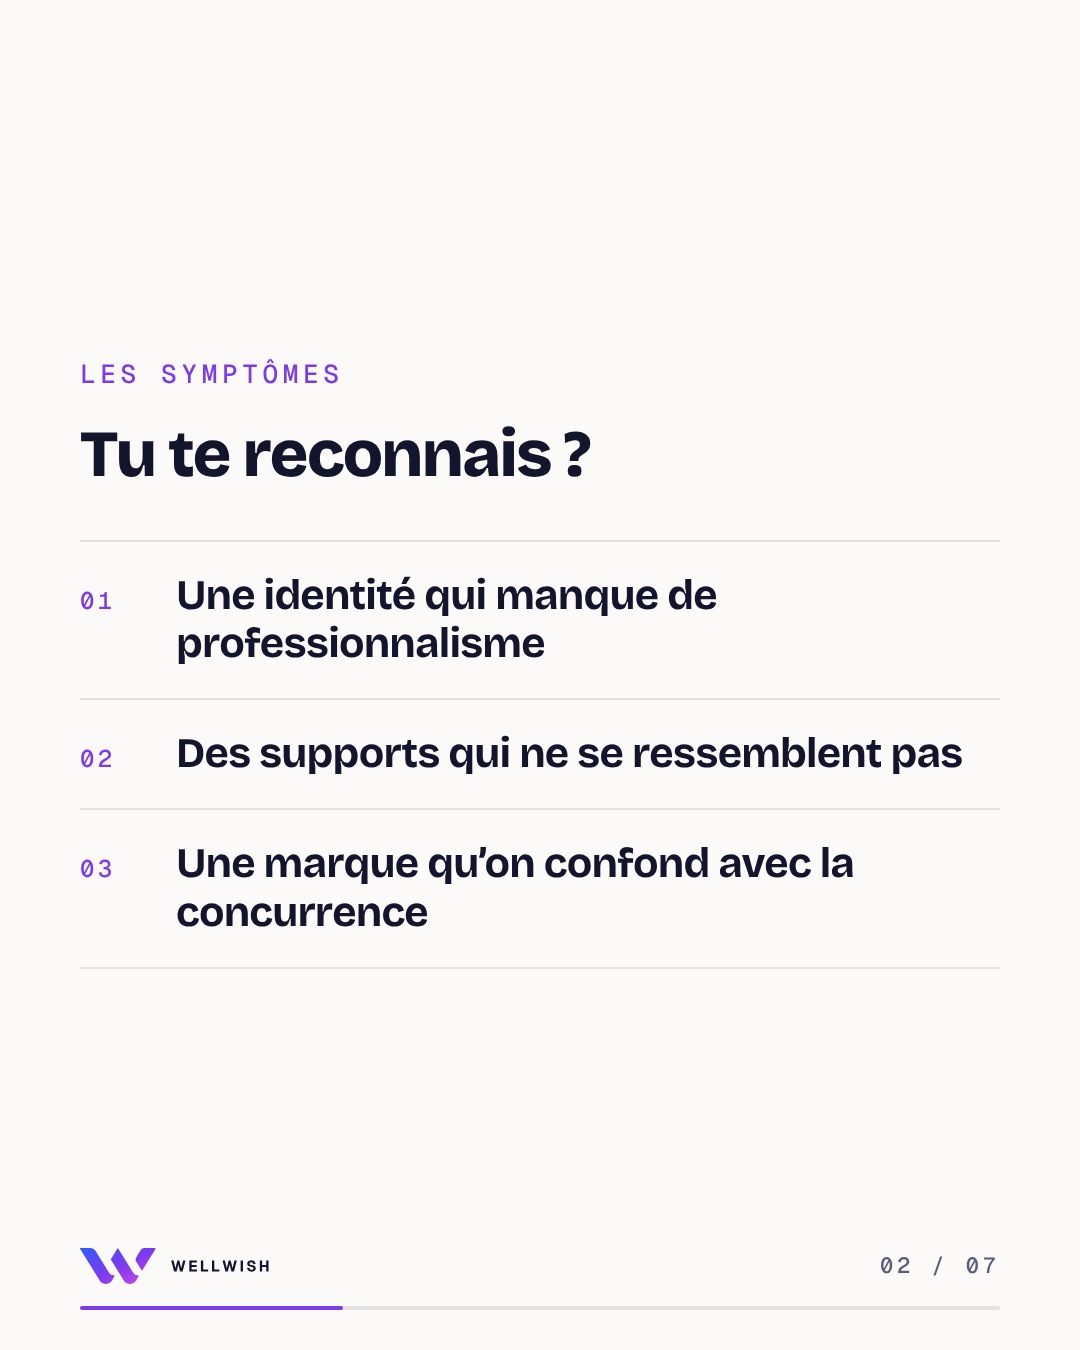 LES SYMPTÔMES
Tu te reconnais ?
01
Une identité qui manque de
professionnalisme
02
Des supports qui ne se ressemblent pas
03
Une marque qu’on confond avec la
concurrence
WELLWISH
02 / 07